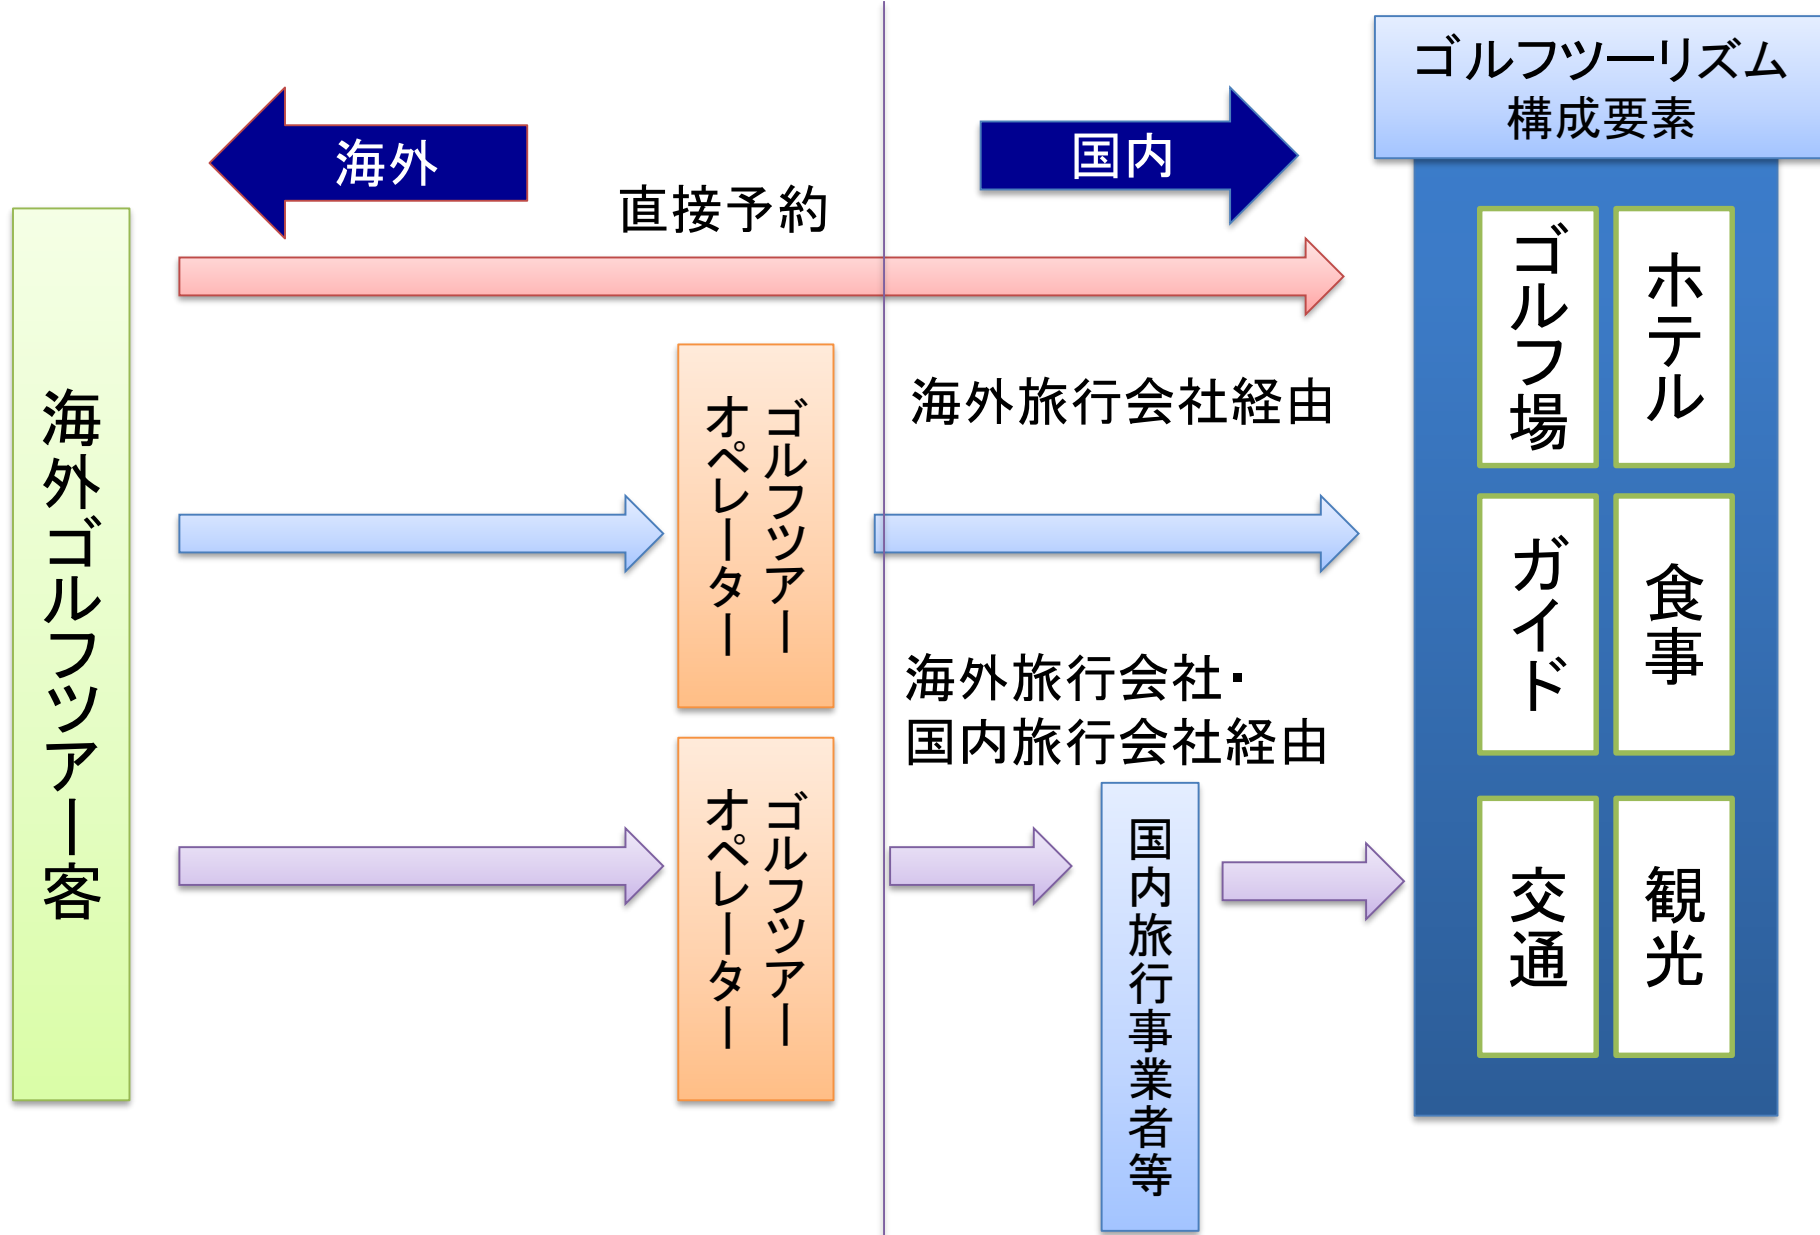 ゴルフツーリズム
構成要素
海外
国内
直接予約
海外ゴルフツアー客
ゴルフツアー
オペレーター
海外旅行会社経由
ゴルフ場
ホテル
ガイド
食事
海外旅行会社・
国内旅行会社経由
ゴルフツアー
オペレーター
国内旅行事業者等
交通
観光